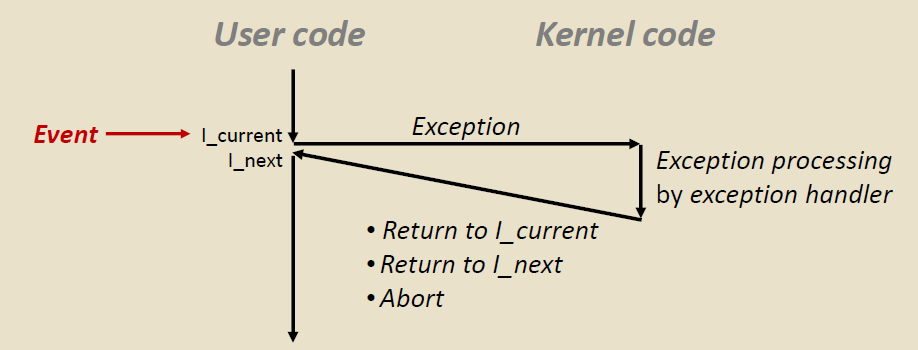 User code
Kernel code
Event
I_current
I_next
Exception
Exception processing
by exception handler
• Return to I_current
• Return to I_next
• Abort